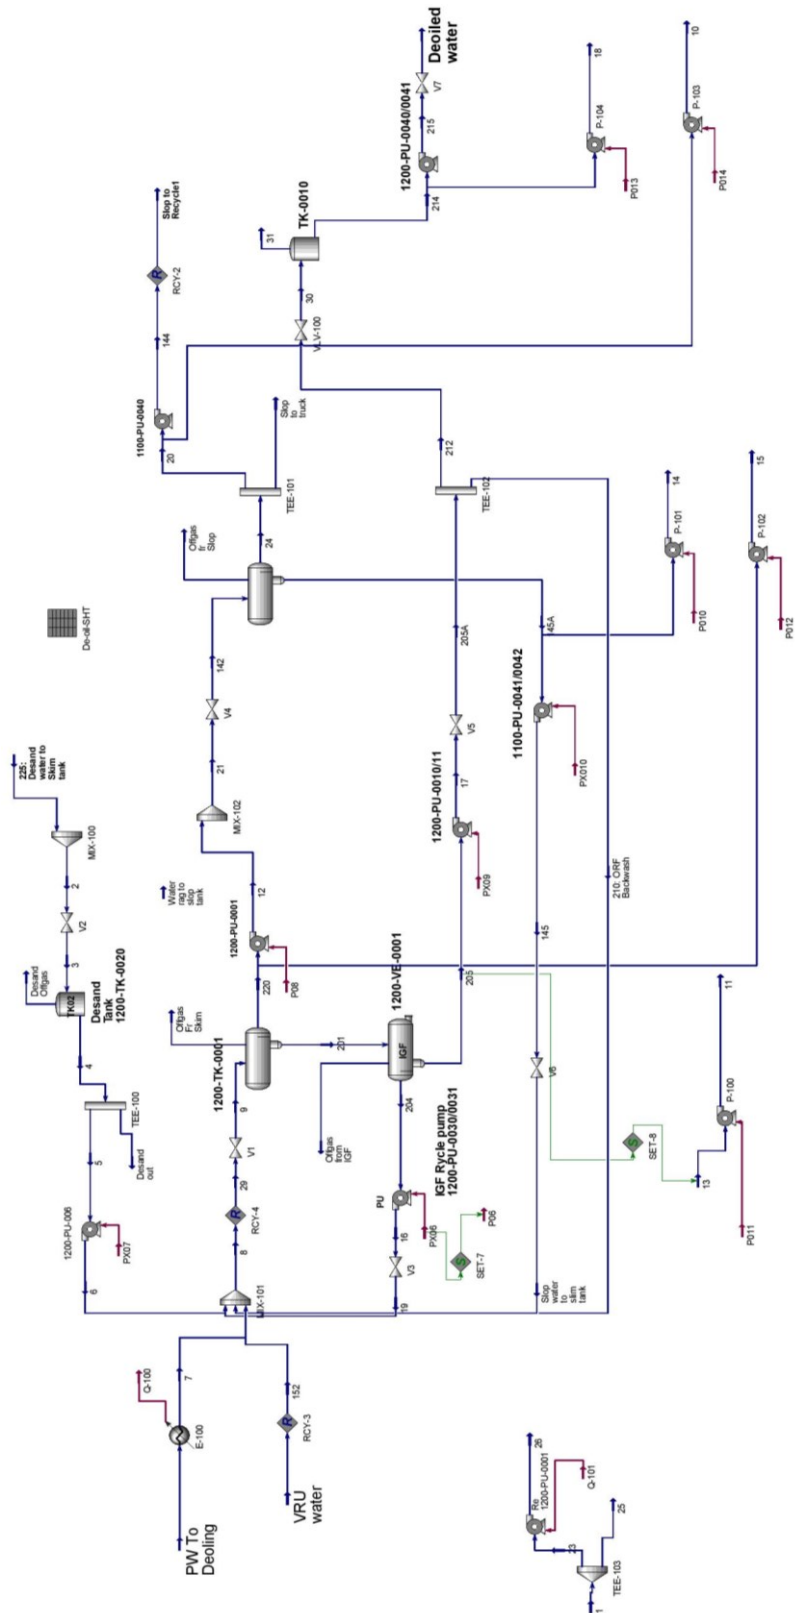 PW To
Deoling
E-100
Q-100
7
VRU
water
RCY-3
152
MIX-101
8
RCY-4
29
V1
9
1200-TK-0001
Offgas
Fr
Skim
220
201
1200-PU-0001
P08
12
Water
rag to
slop
tank
MIX-102
21
V4
142
Offgas
fr
Slop
24
TEE-101
Slop
to
truck
20
1100-PU-0040
144
RCY-2
Slop to
Recycle1
225:
Desand
water to
Skim
tank
MIX-100
2
V2
3
TK02
Desand
Offgas
Desand
Tank
1200-TK-0020
4
TEE-100
Desand
out
5
1200-PU-006
PX07
6
De-oil-SHT
IGF
1200-VE-0001
Offgas
from
IGF
204
IGF Rycle pump
1200-PU-0030/0031
PU
PX06
16
V3
19
SET-7
P06
205
1200-PU-0010/11
PX09
17
V5
205A
TEE-102
212
VLV-100
30
31
TK-0010
214
1200-PU-0040/0041
215
V7
Deoiled
water
P-104
P013
18
P-103
P014
10
145A
1100-PU-0041/0042
PX010
145
V6
Slop
water
to
slim
tank
210: ORF
Backwash
P-101
P010
14
P-102
P012
15
SET-8
13
P-100
P011
11
1
TEE-103
23
Re
1200-PU-0001
Q-101
26
25